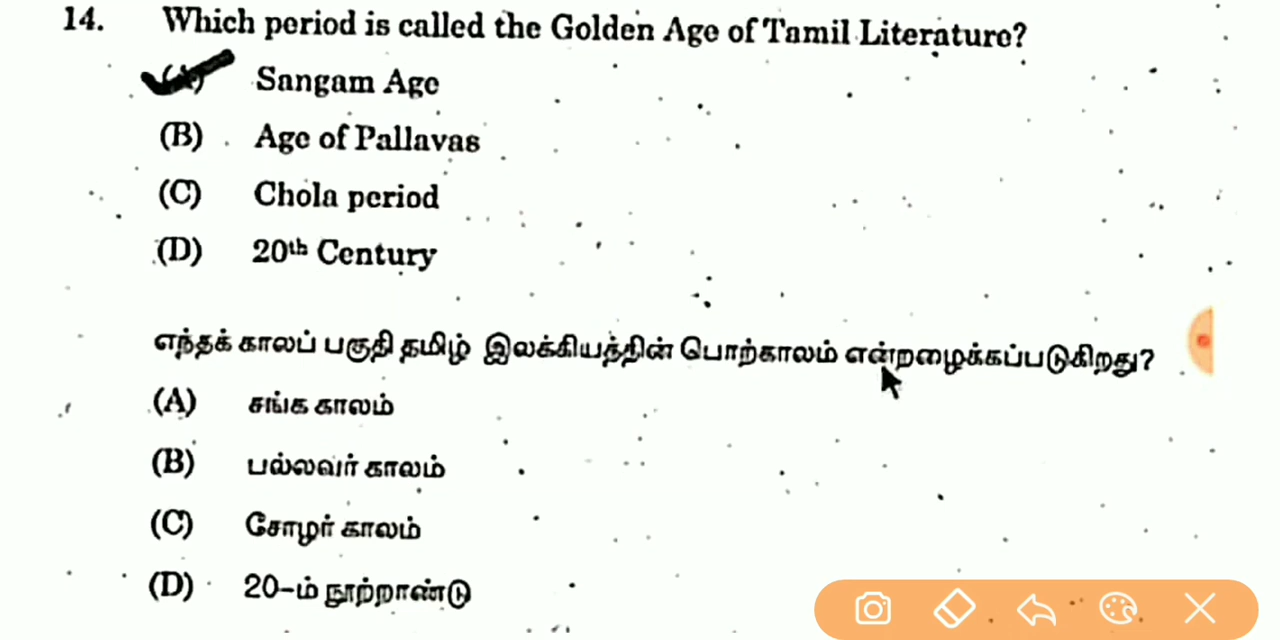 14. Which period is called the Golden Age of Tamil Literature?
(A) Sangam Age
(B) Age of Pallavas
(C) Chola period
(D) 20th Century
எந்தக் காலப் பகுதி தமிழ் இலக்கியத்தின் பொற்காலம் என்றழைக்கப்படுகிறது?
(A) சங்க காலம்
(B) பல்லவர் காலம்
(C) சோழர் காலம்
(D) 20-ம் நூற்றாண்டு